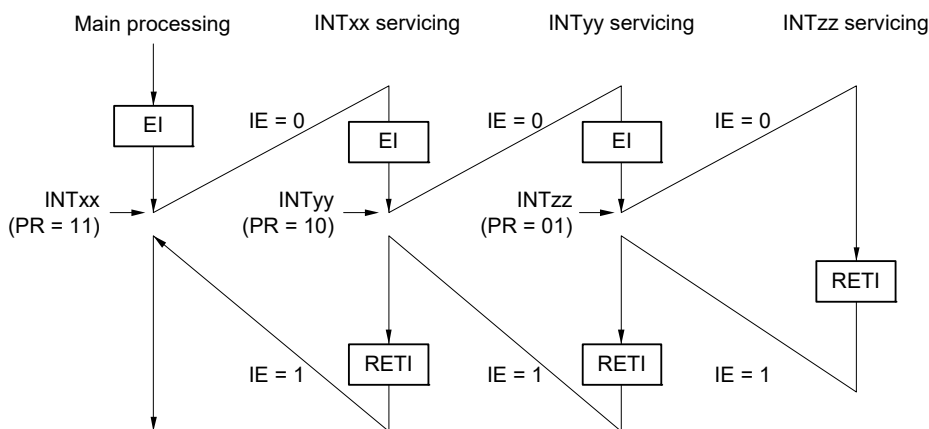 Main processing
INTxx servicing
INTyy servicing
INTzz servicing
EI
IE = 0
EI
IE = 0
EI
IE = 0
INTxx
(PR = 11)
INTyy
(PR = 10)
INTzz
(PR = 01)
RETI
IE = 1
RETI
IE = 1
RETI
IE = 1